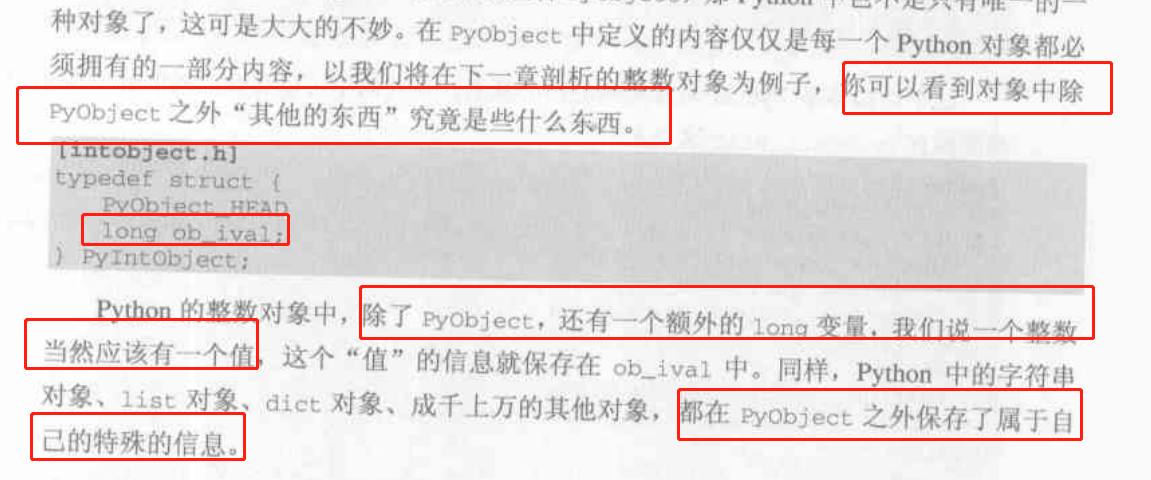 种对象了，这可是大大的不妙。在 PyObject 中定义的内容仅仅是每一个 Python 对象都必
须拥有的一部分内容，以我们将在下一章剖析的整数对象为例子，你可以看到对象中除
PyObject 之外“其他的东西”究竟是些什么东西。
[intobject.h]
typedef struct {
PyObject_HEAD
long ob_ival;
} PyIntObject;
Python 的整数对象中，除了 PyObject，还有一个额外的 long 变量，我们说一个整数
当然应该有一个值，这个“值”的信息就保存在 ob_ival 中。同样，Python 中的字符串
对象、list 对象、dict 对象、成千上万的其他对象，都在 PyObject 之外保存了属于自
己的特殊的信息。